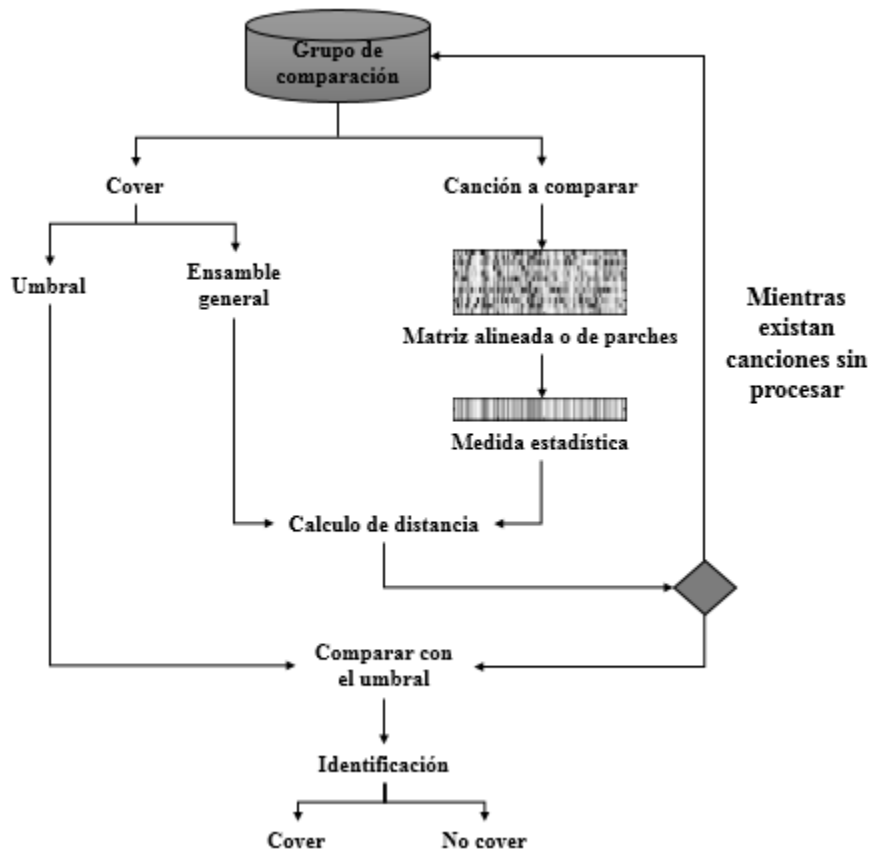 Grupo de
comparación
Cover
Canción a comparar
Umbral
Ensamble
general
Matriz alineada o de parches
Medida estadística
Mientras
existan
canciones sin
procesar
Calculo de distancia
Comparar con
el umbral
Identificación
Cover
No cover